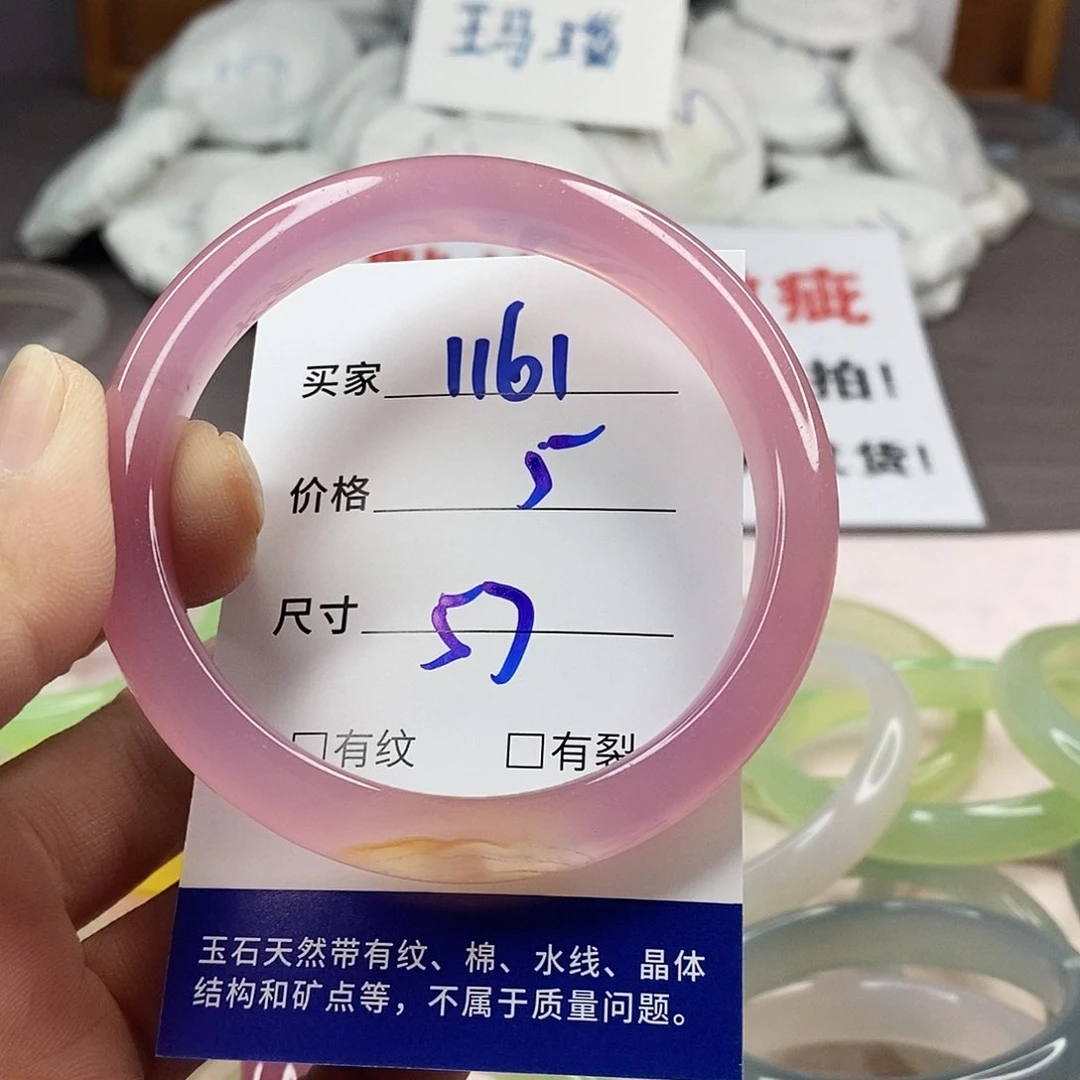 玛瑙
疵
拍!
货!
买家 1161
价格 5
尺寸 57
□有纹 □有裂
玉石天然带有纹、棉、水线、晶体
结构和矿点等，不属于质量问题。